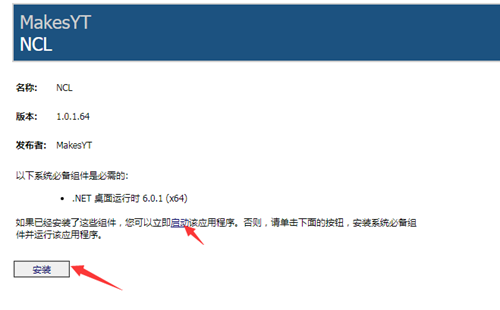 MakesYT
NCL
名称: NCL
版本: 1.0.1.64
发布者: MakesYT
以下系统必备组件是必需的:
• .NET 桌面运行时 6.0.1 (x64)
如果已经安装了这些组件，您可以立即启动该应用程序。否则，请单击下面的按钮，安装系统必备组
件并运行该应用程序。
安装